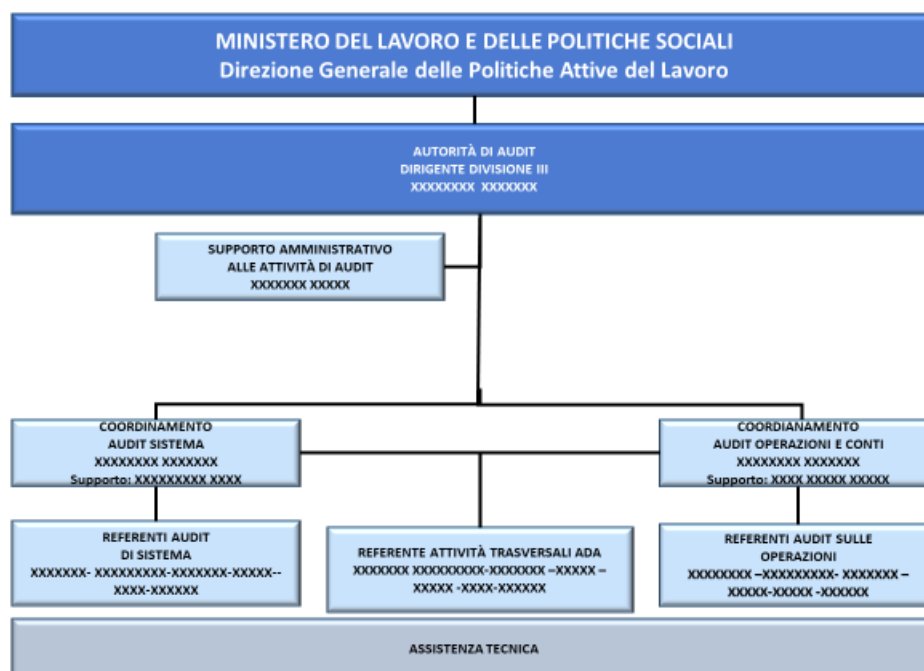 MINISTERO DEL LAVORO E DELLE POLITICHE SOCIALI
Direzione Generale delle Politiche Attive del Lavoro
AUTORITÀ DI AUDIT
DIRIGENTE DIVISIONE III
XXXXXXXX XXXXXXX
SUPPORTO AMMINISTRATIVO
ALLE ATTIVITÀ DI AUDIT
XXXXXXX XXXXX
COORDINAMENTO
AUDIT SISTEMA
XXXXXXXX XXXXXXX
Supporto: XXXXXXXXX XXXX
COORDIANAMENTO
AUDIT OPERAZIONI E CONTI
XXXXXXXX XXXXXXX
Supporto: XXXX XXXXX XXXXX
REFERENTI AUDIT
DI SISTEMA
XXXXXXX- XXXXXXXXX-XXXXXXX-XXXXX--
XXXX-XXXXXX
REFERENTE ATTIVITÀ TRASVERSALI ADA
XXXXXXX XXXXXXXXX-XXXXXXX –XXXXX –
XXXXX -XXXX-XXXXXX
REFERENTI AUDIT SULLE
OPERAZIONI
XXXXXXXX –XXXXXXXXX- XXXXXXX –
XXXXX-XXXXX -XXXXXX
ASSISTENZA TECNICA